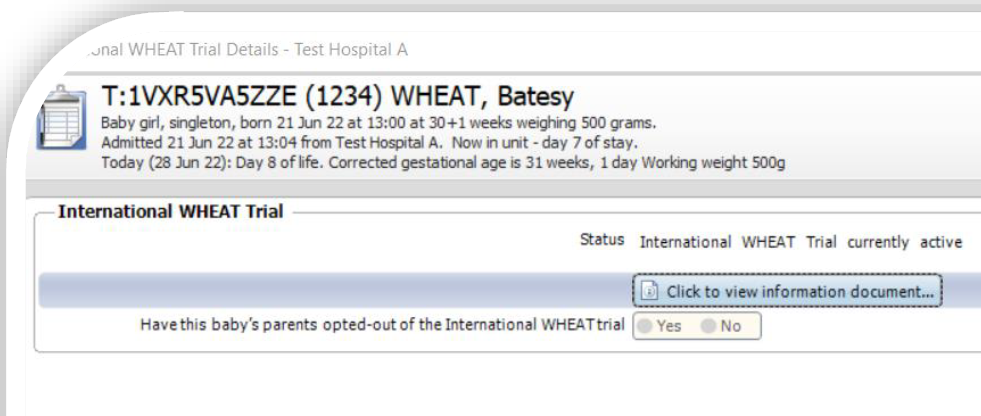 WHEAT Trial Details - Test Hospital A
T:1VXR5VA5ZZE (1234) WHEAT, Batesy
Baby girl, singleton, born 21 Jun 22 at 13:00 at 30+1 weeks weighing 500 grams.
Admitted 21 Jun 22 at 13:04 from Test Hospital A. Now in unit - day 7 of stay.
Today (28 Jun 22): Day 8 of life. Corrected gestational age is 31 weeks, 1 day Working weight 500g
International WHEAT Trial
Status International WHEAT Trial currently active
Click to view information document...
Have this baby's parents opted-out of the International WHEAT trial Yes No